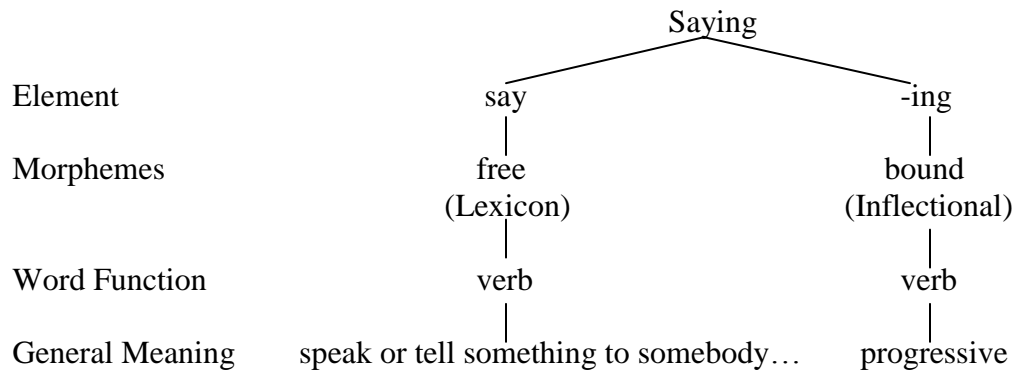 Saying
Element say -ing
Morphemes free bound
(Lexicon) (Inflectional)
Word Function verb verb
General Meaning speak or tell something to somebody… progressive